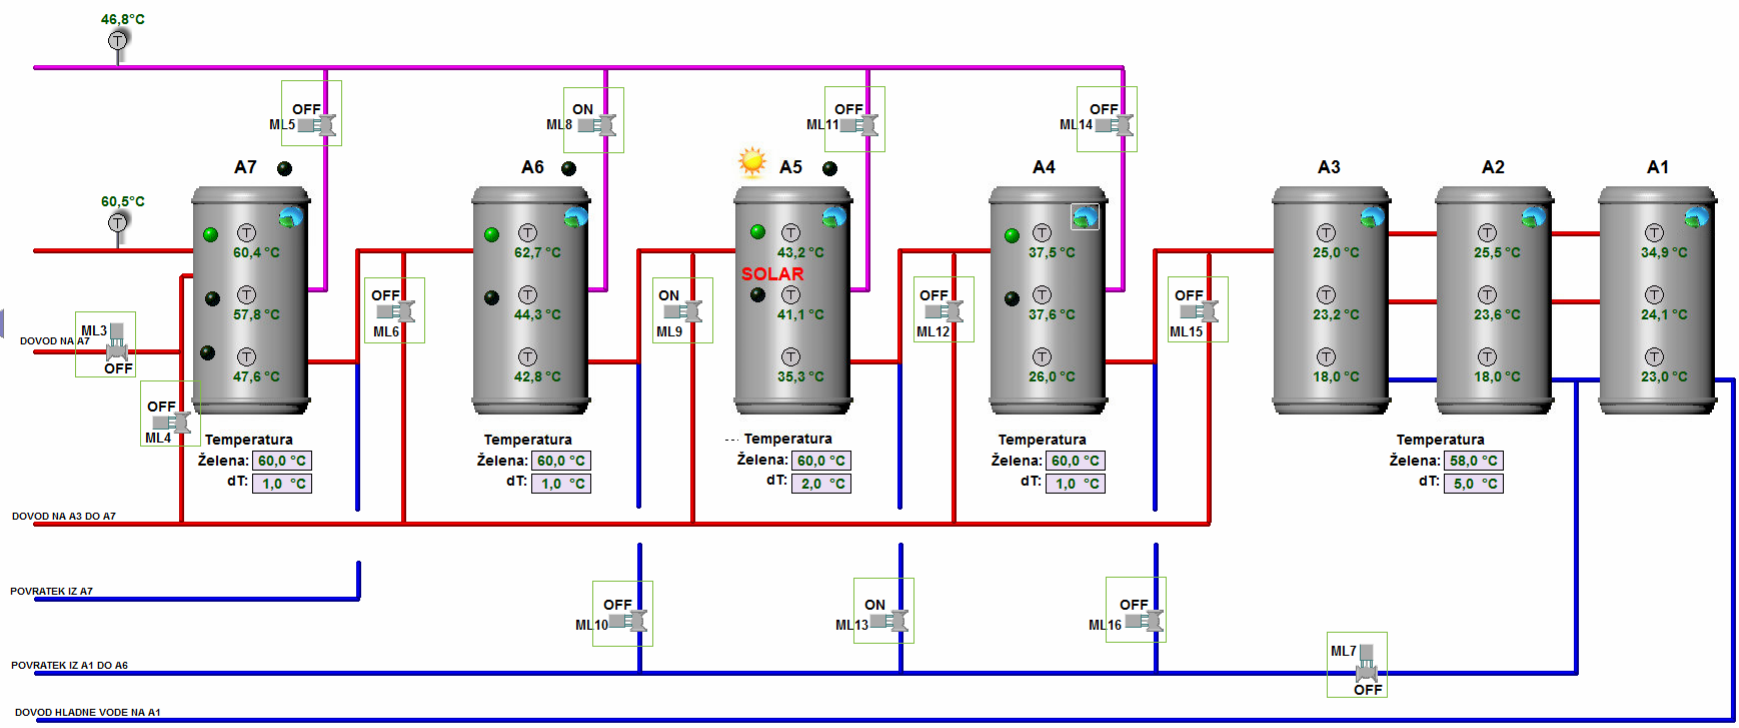 46,8°C
T
OFF
ML5
ON
ML8
OFF
ML11
OFF
ML14
A7
A6
A5
A4
A3
A2
A1
60,5°C
T
T
60,4 °C
T
62,7 °C
T
43,2 °C
T
37,5 °C
T
25,0 °C
T
25,5 °C
T
34,9 °C
SOLAR
T
57,8 °C
T
44,3 °C
T
41,1 °C
T
37,6 °C
T
23,2 °C
T
23,6 °C
T
24,1 °C
OFF
ML6
ON
ML9
OFF
ML12
OFF
ML15
ML3
OFF
DOVOD NA A7
T
47,6 °C
T
42,8 °C
T
35,3 °C
T
26,0 °C
T
18,0 °C
T
18,0 °C
T
23,0 °C
OFF
ML4
Temperatura
Želena: 60,0 °C
dT: 1,0 °C
Temperatura
Želena: 60,0 °C
dT: 1,0 °C
--- Temperatura
Želena: 60,0 °C
dT: 2,0 °C
Temperatura
Želena: 60,0 °C
dT: 1,0 °C
Temperatura
Želena: 58,0 °C
dT: 5,0 °C
DOVOD NA A3 DO A7
POVRATEK IZ A7
OFF
ML10
ON
ML13
OFF
ML16
ML7
OFF
POVRATEK IZ A1 DO A6
DOVOD HLADNE VODE NA A1